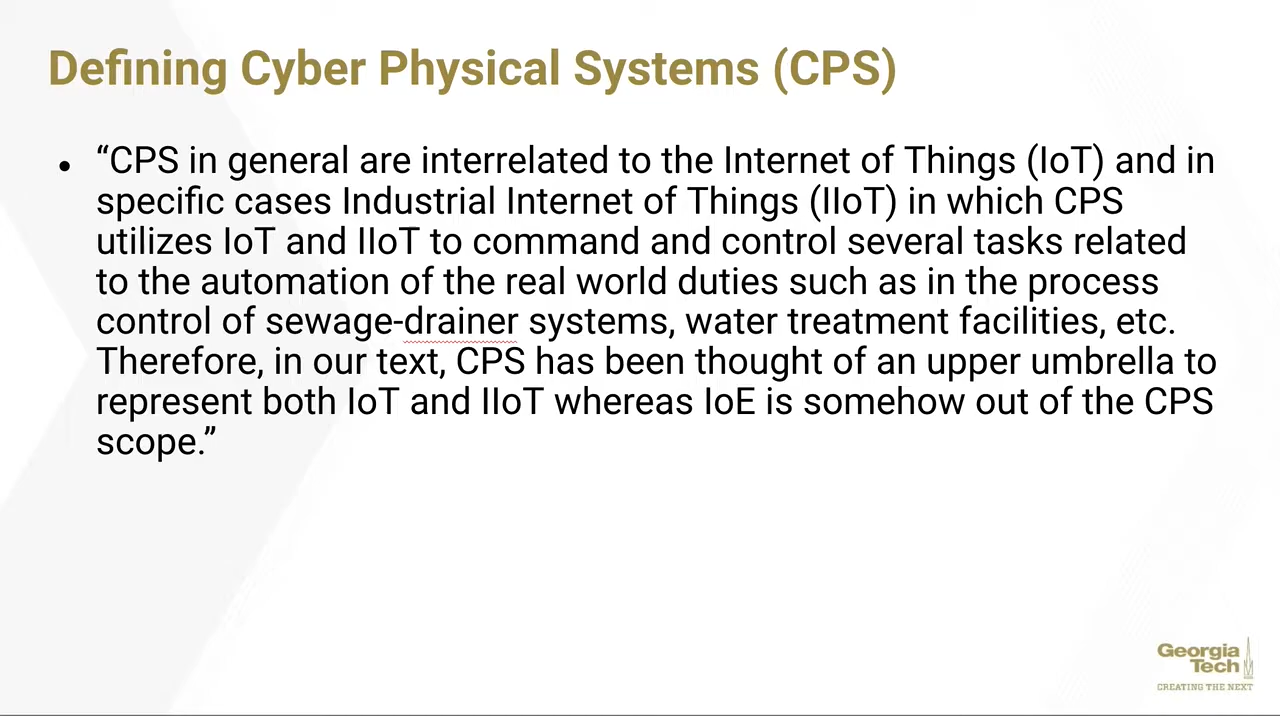 Defining Cyber Physical Systems (CPS)
• “CPS in general are interrelated to the Internet of Things (IoT) and in
specific cases Industrial Internet of Things (IIoT) in which CPS
utilizes IoT and IIoT to command and control several tasks related
to the automation of the real world duties such as in the process
control of sewage-drainer systems, water treatment facilities, etc.
Therefore, in our text, CPS has been thought of an upper umbrella to
represent both IoT and IIoT whereas IoE is somehow out of the CPS
scope.”
Georgia
Tech
CREATING THE NEXT